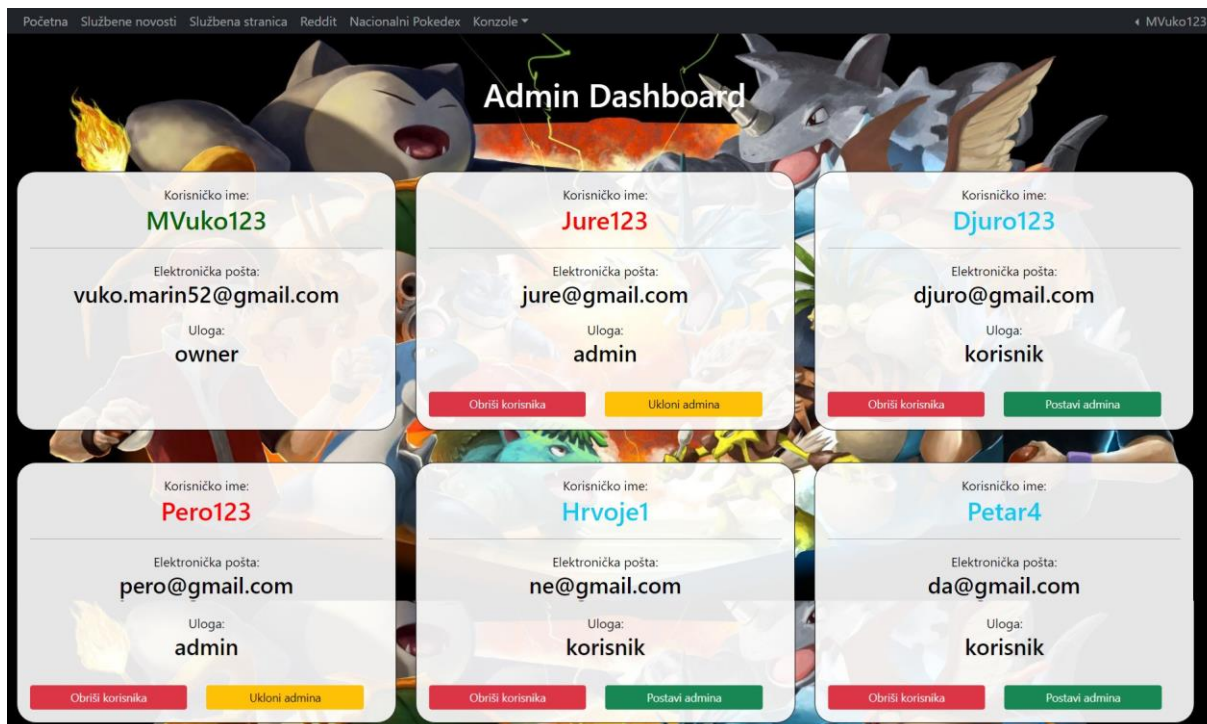 Početna Službene novosti Službena stranica Reddit Nacionalni Pokedex Konzole MVuko123
Admin Dashboard
Korisničko ime:
MVuko123
Elektronička pošta:
vuko.marin52@gmail.com
Uloga:
owner
Korisničko ime:
Jure123
Elektronička pošta:
jure@gmail.com
Uloga:
admin
Obriši korisnika Ukloni admina
Korisničko ime:
Djuro123
Elektronička pošta:
djuro@gmail.com
Uloga:
korisnik
Obriši korisnika Postavi admina
Korisničko ime:
Pero123
Elektronička pošta:
pero@gmail.com
Uloga:
admin
Obriši korisnika Ukloni admina
Korisničko ime:
Hrvoje1
Elektronička pošta:
ne@gmail.com
Uloga:
korisnik
Obriši korisnika Postavi admina
Korisničko ime:
Petar4
Elektronička pošta:
da@gmail.com
Uloga:
korisnik
Obriši korisnika Postavi admina